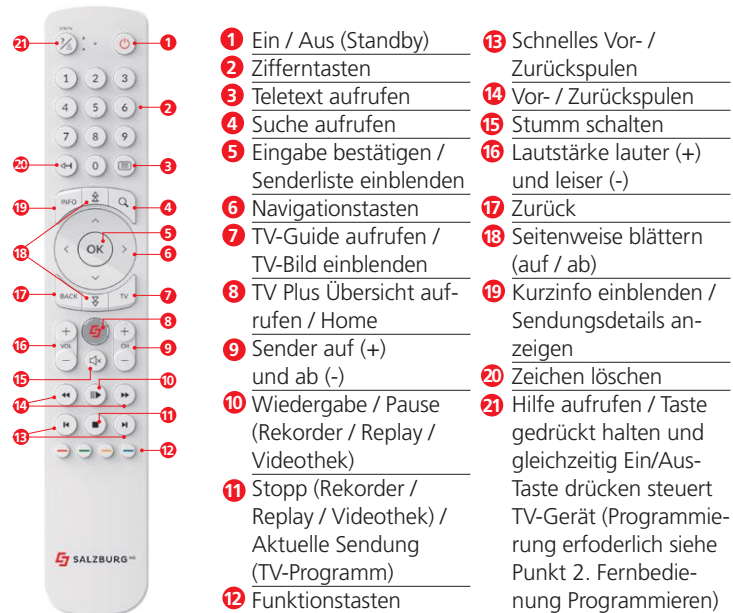 STB/TV
?/
1 2 3
4 5 6
7 8 9
0
INFO
OK
BACK
TV
+ +
VOL CH
- -
SALZBURG AG
21
1
2
20
3
19
4
5
18
6
17
7
8
16
9
15
10
14
11
13
12
1 Ein / Aus (Standby)
2 Zifferntasten
3 Teletext aufrufen
4 Suche aufrufen
5 Eingabe bestätigen /
Senderliste einblenden
6 Navigationstasten
7 TV-Guide aufrufen /
TV-Bild einblenden
8 TV Plus Übersicht auf-
rufen / Home
9 Sender auf (+)
und ab (-)
10 Wiedergabe / Pause
(Rekorder / Replay /
Videothek)
11 Stopp (Rekorder /
Replay / Videothek) /
Aktuelle Sendung
(TV-Programm)
12 Funktionstasten
13 Schnelles Vor- /
Zurückspulen
14 Vor- / Zurückspulen
15 Stumm schalten
16 Lautstärke lauter (+)
und leiser (-)
17 Zurück
18 Seitenweise blättern
(auf / ab)
19 Kurzinfo einblenden /
Sendungsdetails an-
zeigen
20 Zeichen löschen
21 Hilfe aufrufen / Taste
gedrückt halten und
gleichzeitig Ein/Aus-
Taste drücken steuert
TV-Gerät (Programmie-
rung erfoderlich siehe
Punkt 2. Fernbedie-
nung Programmieren)